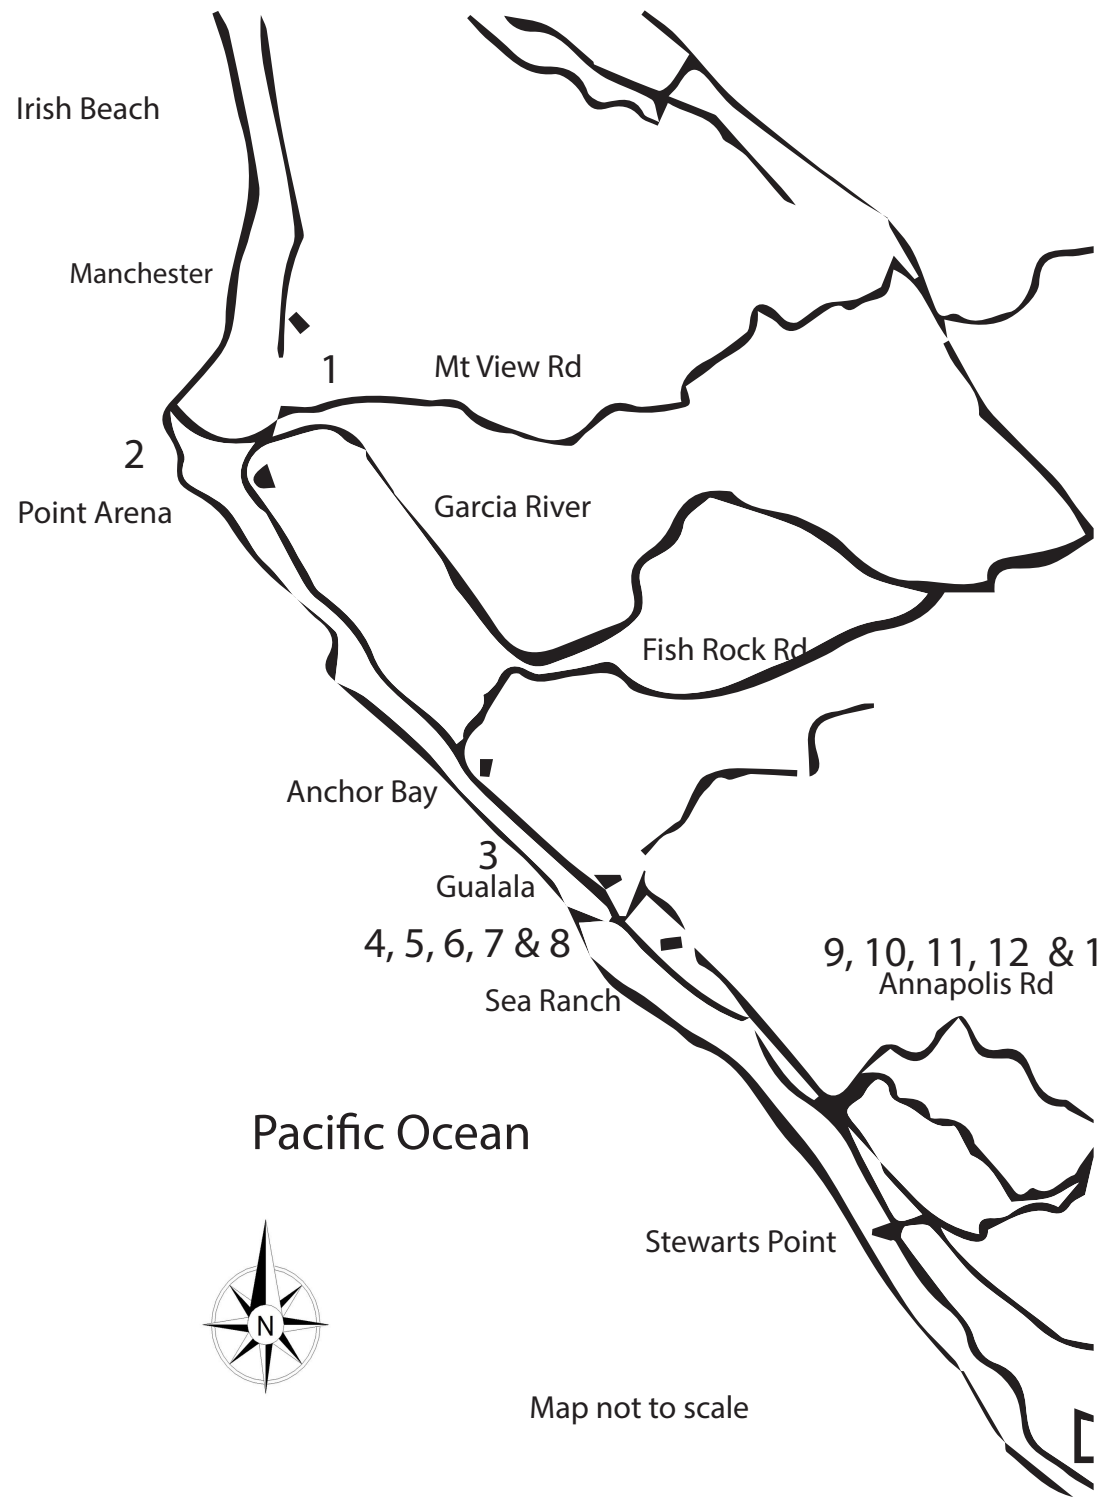 Irish Beach
Manchester
1
Mt View Rd
2
Garcia River
Point Arena
Fish Rock Rd
Anchor Bay
3
Gualala
4, 5, 6, 7 & 8
9, 10, 11, 12 & 1
Annapolis Rd
Sea Ranch
Pacific Ocean
Stewarts Point
N
Map not to scale